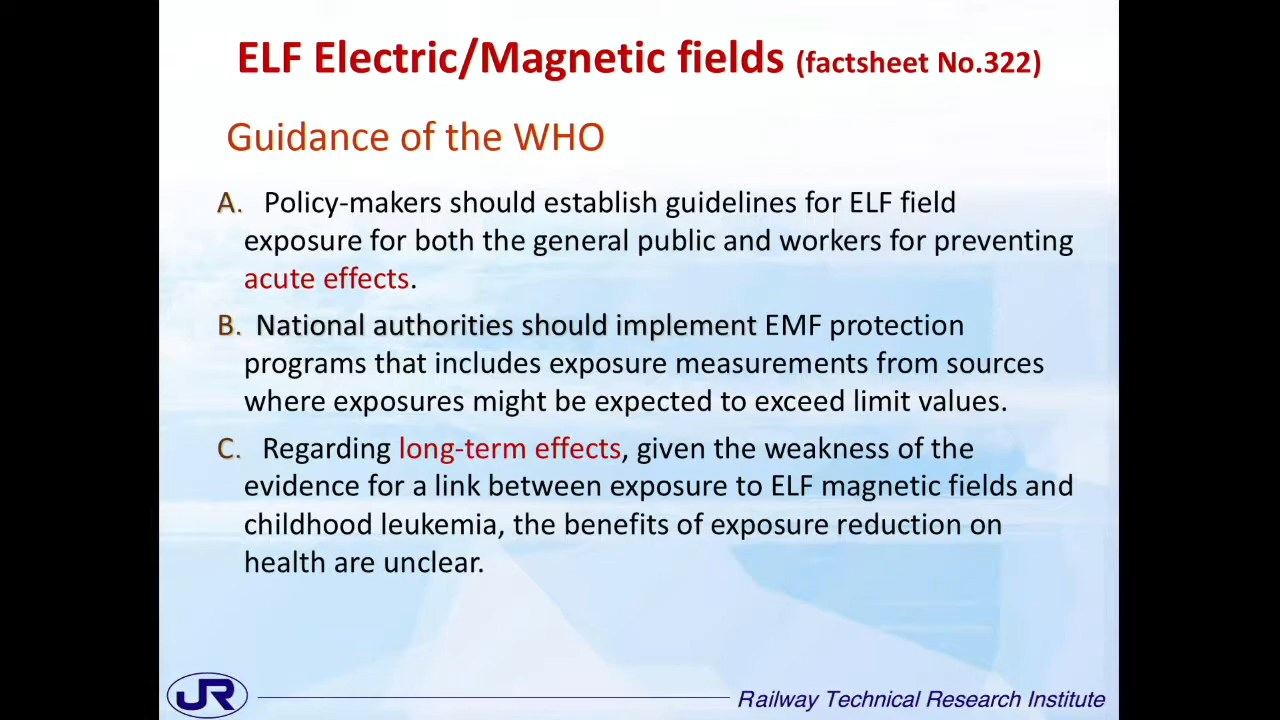 ELF Electric/Magnetic fields (factsheet No.322)
Guidance of the WHO
A. Policy-makers should establish guidelines for ELF field
exposure for both the general public and workers for preventing
acute effects.
B. National authorities should implement EMF protection
programs that includes exposure measurements from sources
where exposures might be expected to exceed limit values.
C. Regarding long-term effects, given the weakness of the
evidence for a link between exposure to ELF magnetic fields and
childhood leukemia, the benefits of exposure reduction on
health are unclear.
JR
Railway Technical Research Institute